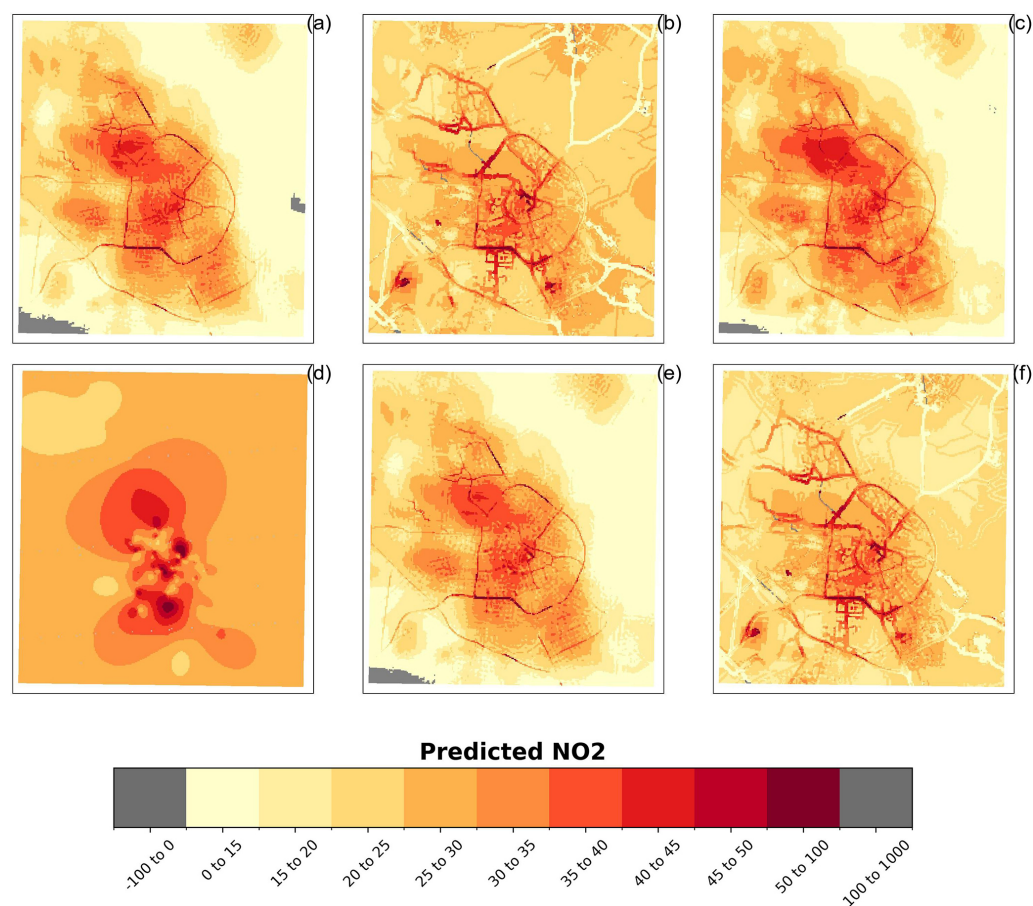 (a)
(b)
(c)
(d)
(e)
(f)
Predicted NO2
-100 to 0
0 to 15
15 to 20
20 to 25
25 to 30
30 to 35
35 to 40
40 to 45
45 to 50
50 to 100
100 to 1000